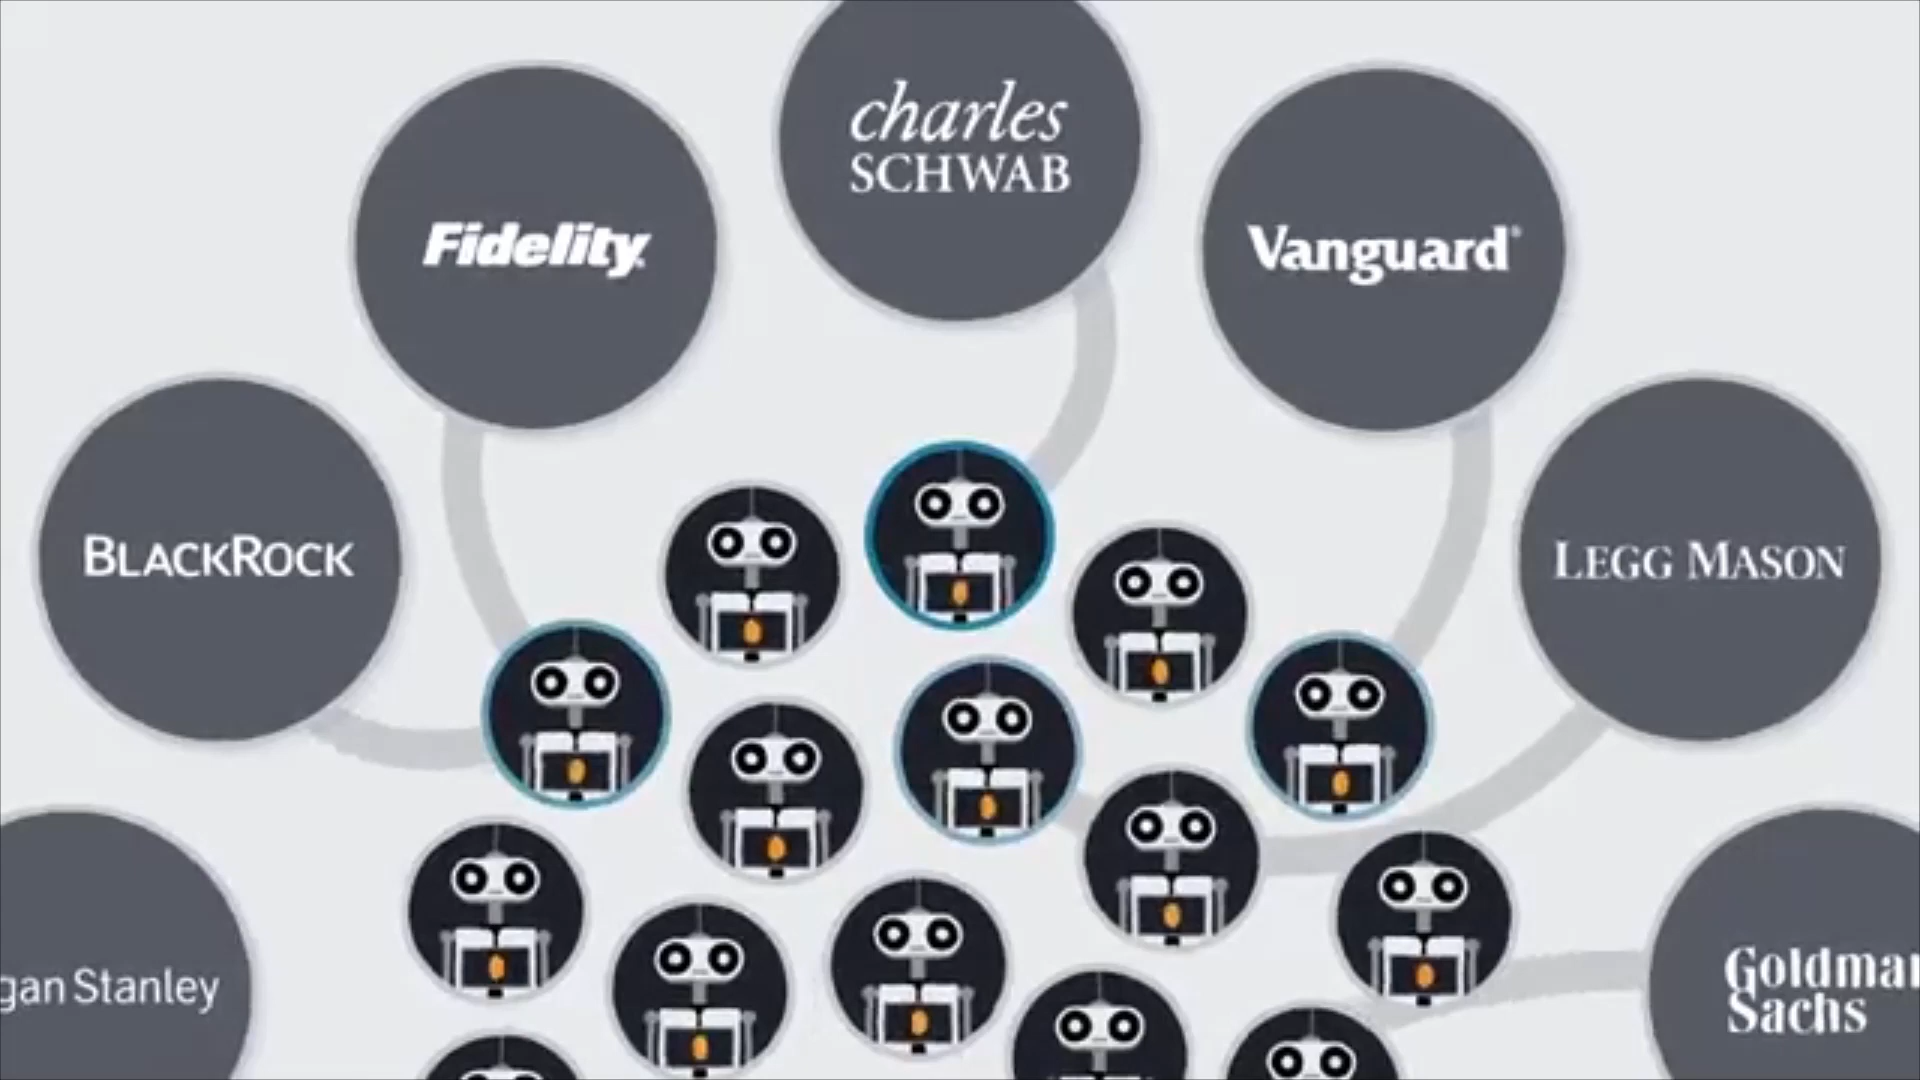 charles
SCHWAB
Fidelity
Vanguard
BLACKROCK
LEGG MASON
gan Stanley
Goldman
Sachs